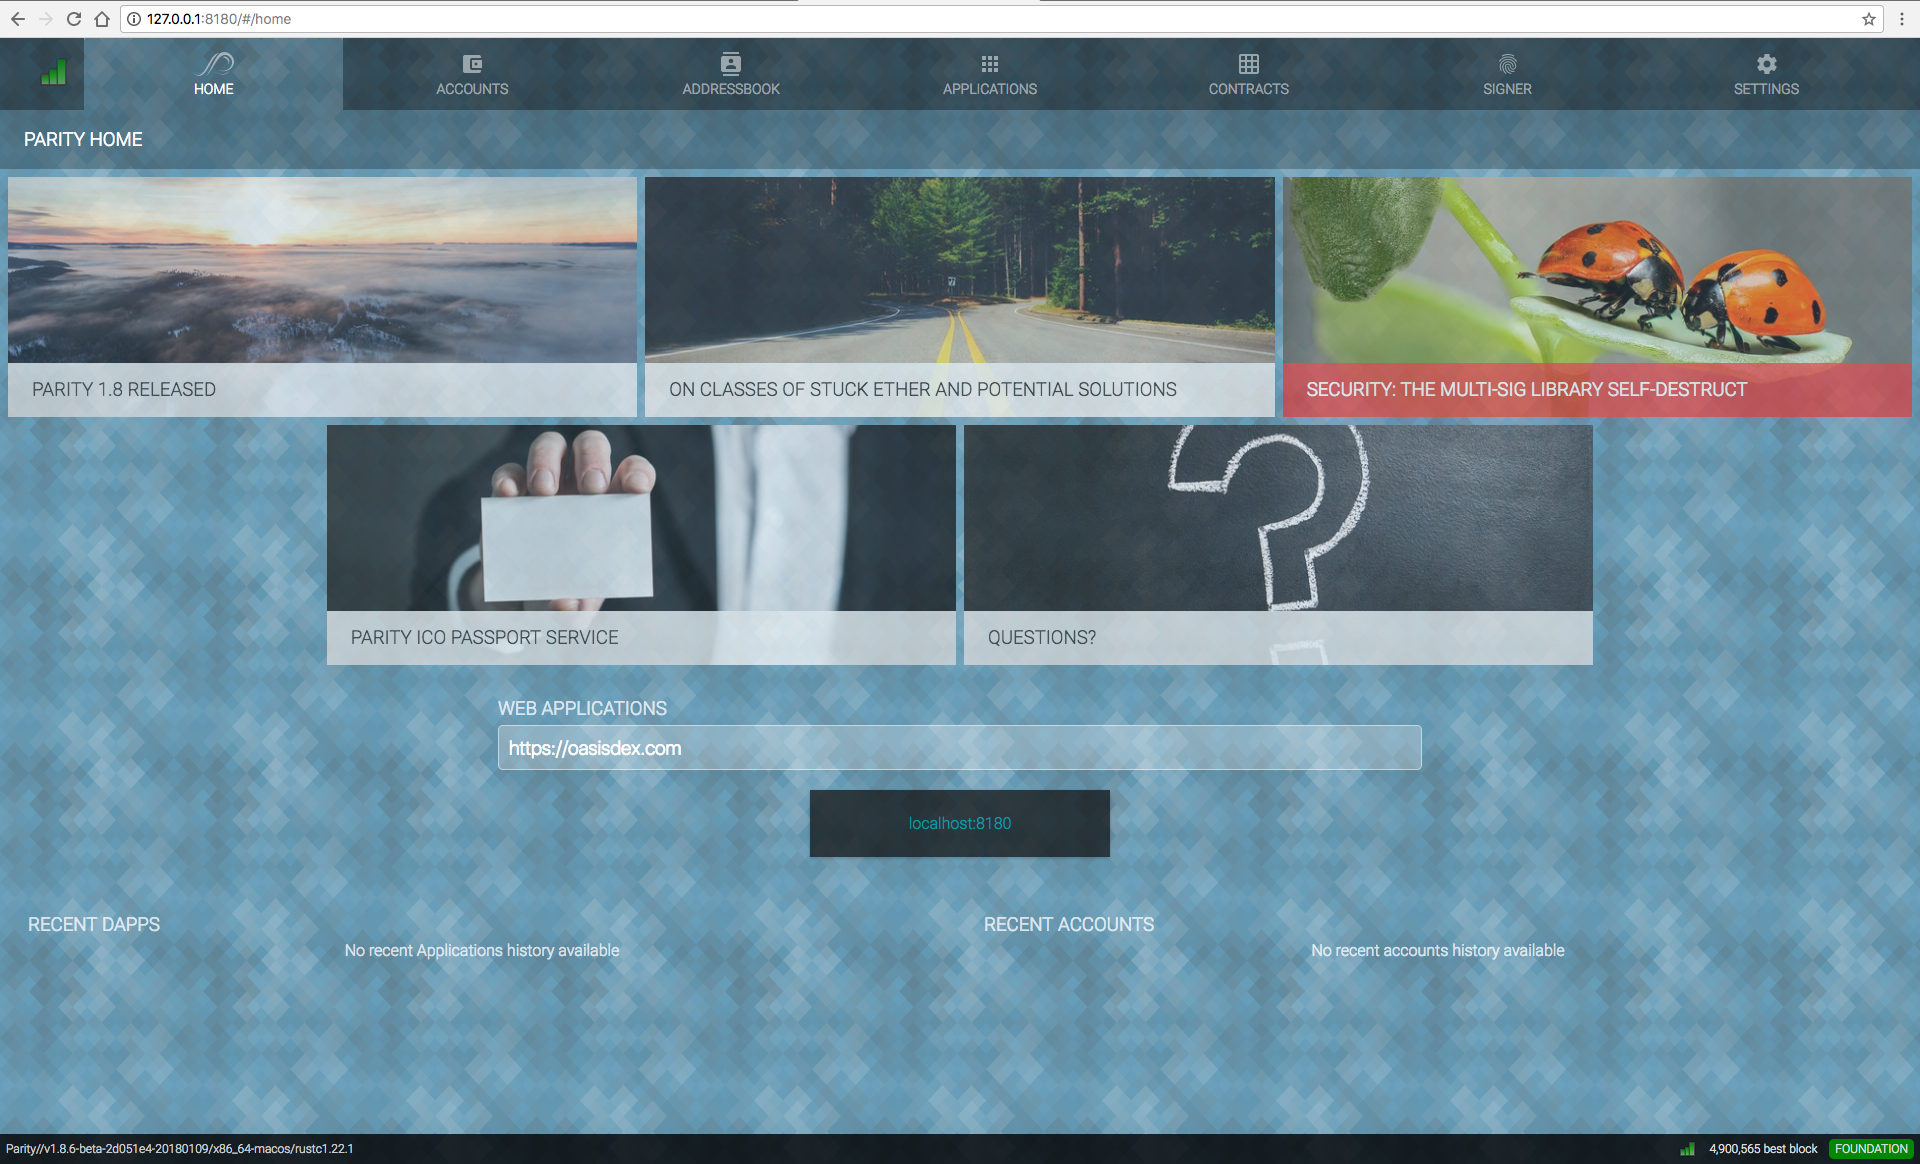 127.0.0.1:8180/#/home
HOME
ACCOUNTS
ADDRESSBOOK
APPLICATIONS
CONTRACTS
SIGNER
SETTINGS
PARITY HOME
PARITY 1.8 RELEASED
ON CLASSES OF STUCK ETHER AND POTENTIAL SOLUTIONS
SECURITY: THE MULTI-SIG LIBRARY SELF-DESTRUCT
PARITY ICO PASSPORT SERVICE
QUESTIONS?
WEB APPLICATIONS
https://oasisdex.com
localhost:8180
RECENT DAPPS
No recent Applications history available
RECENT ACCOUNTS
No recent accounts history available
Parity//v1.8.6-beta-2d051e4-20180109/x86_64-macos/rustc1.22.1
4,900,565 best block
FOUNDATION